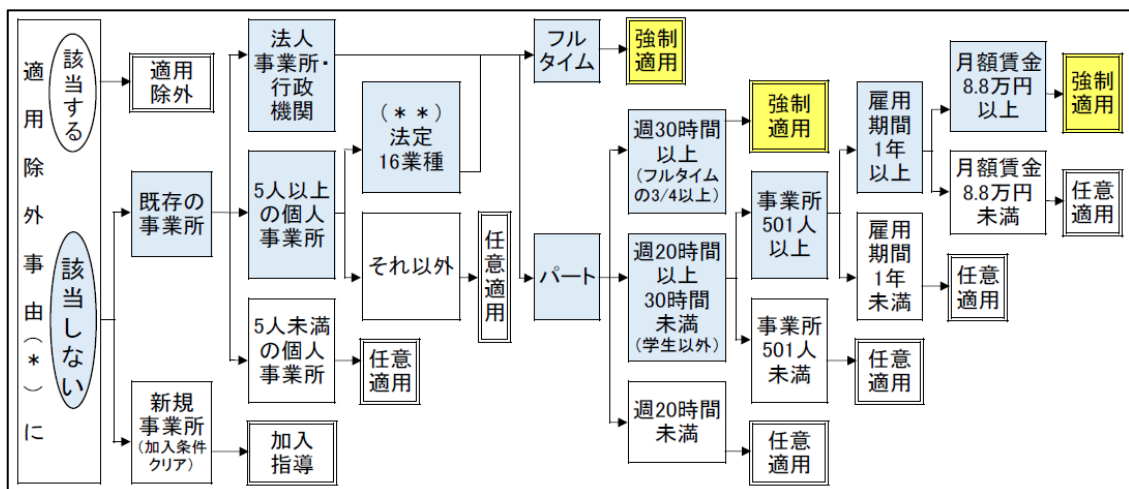 適用除外事由(*)に
該当する
該当しない
適用
除外
既存の
事業所
新規
事業所
(加入条件
クリア)
法人
事業所・
行政
機関
5人以上
の個人
事業所
5人未満
の個人
事業所
加入
指導
(**)
法定
16業種
それ以外
任意
適用
任意適用
フル
タイム
パート
強制
適用
週30時間
以上
(フルタイム
の3/4以上)
週20時間
以上
30時間
未満
(学生以外)
週20時間
未満
強制
適用
事業所
501人
以上
事業所
501人
未満
任意
適用
雇用
期間
1年
以上
雇用
期間
1年
未満
任意
適用
任意
適用
月額賃金
8.8万円
以上
月額賃金
8.8万円
未満
強制
適用
任意
適用